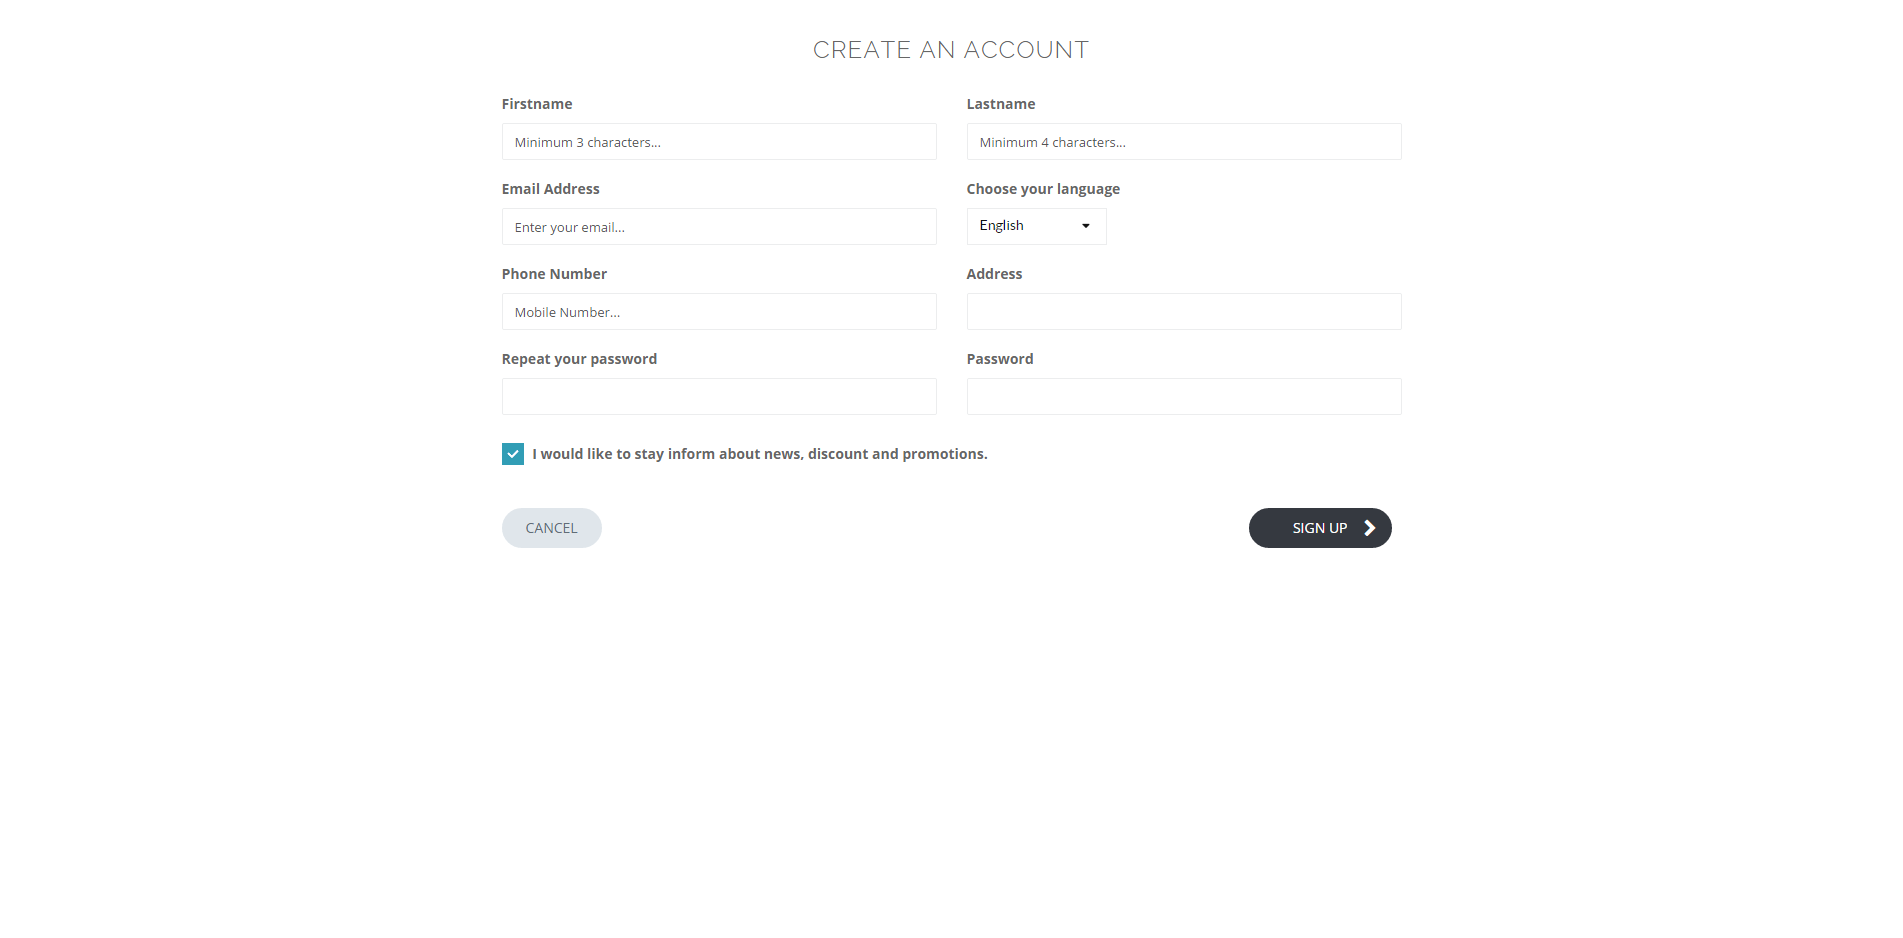 CREATE AN ACCOUNT
Firstname
Lastname
Minimum 3 characters...
Minimum 4 characters...
Email Address
Choose your language
Enter your email...
English
Phone Number
Address
Mobile Number...
Repeat your password
Password
I would like to stay inform about news, discount and promotions.
CANCEL
SIGN UP